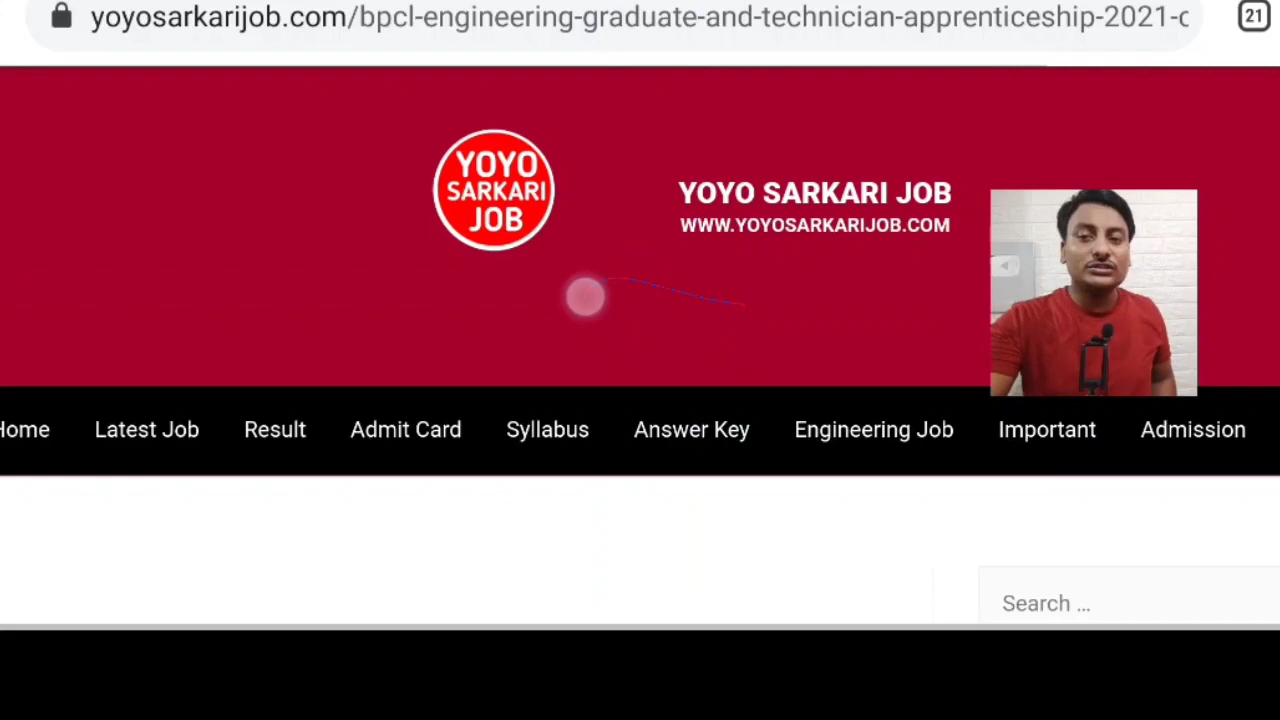 yoyosarkarijob.com/bpcl-engineering-graduate-and-technician-apprenticeship-2021-c
21
YOYO
SARKARI
JOB
YOYO SARKARI JOB
WWW.YOYOSARKARIJOB.COM
Home Latest Job Result Admit Card Syllabus Answer Key Engineering Job Important Admission
Search ...